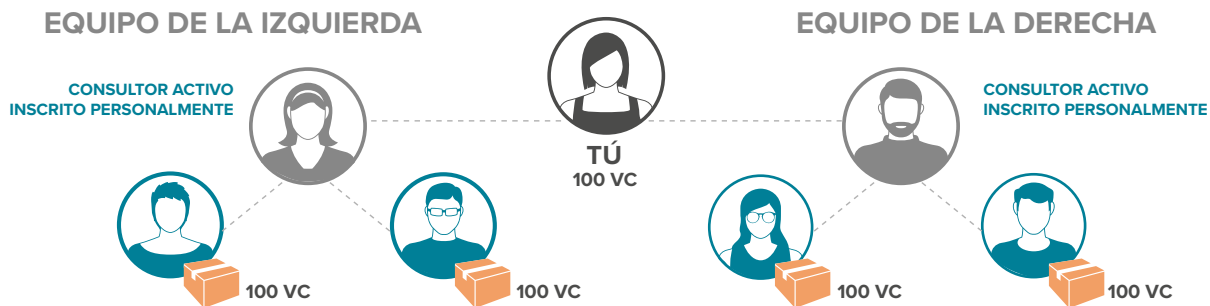 EQUIPO DE LA IZQUIERDA
EQUIPO DE LA DERECHA
CONSULTOR ACTIVO
INSCRITO PERSONALMENTE
CONSULTOR ACTIVO
INSCRITO PERSONALMENTE
TÚ
100 VC
100 VC
100 VC
100 VC
100 VC